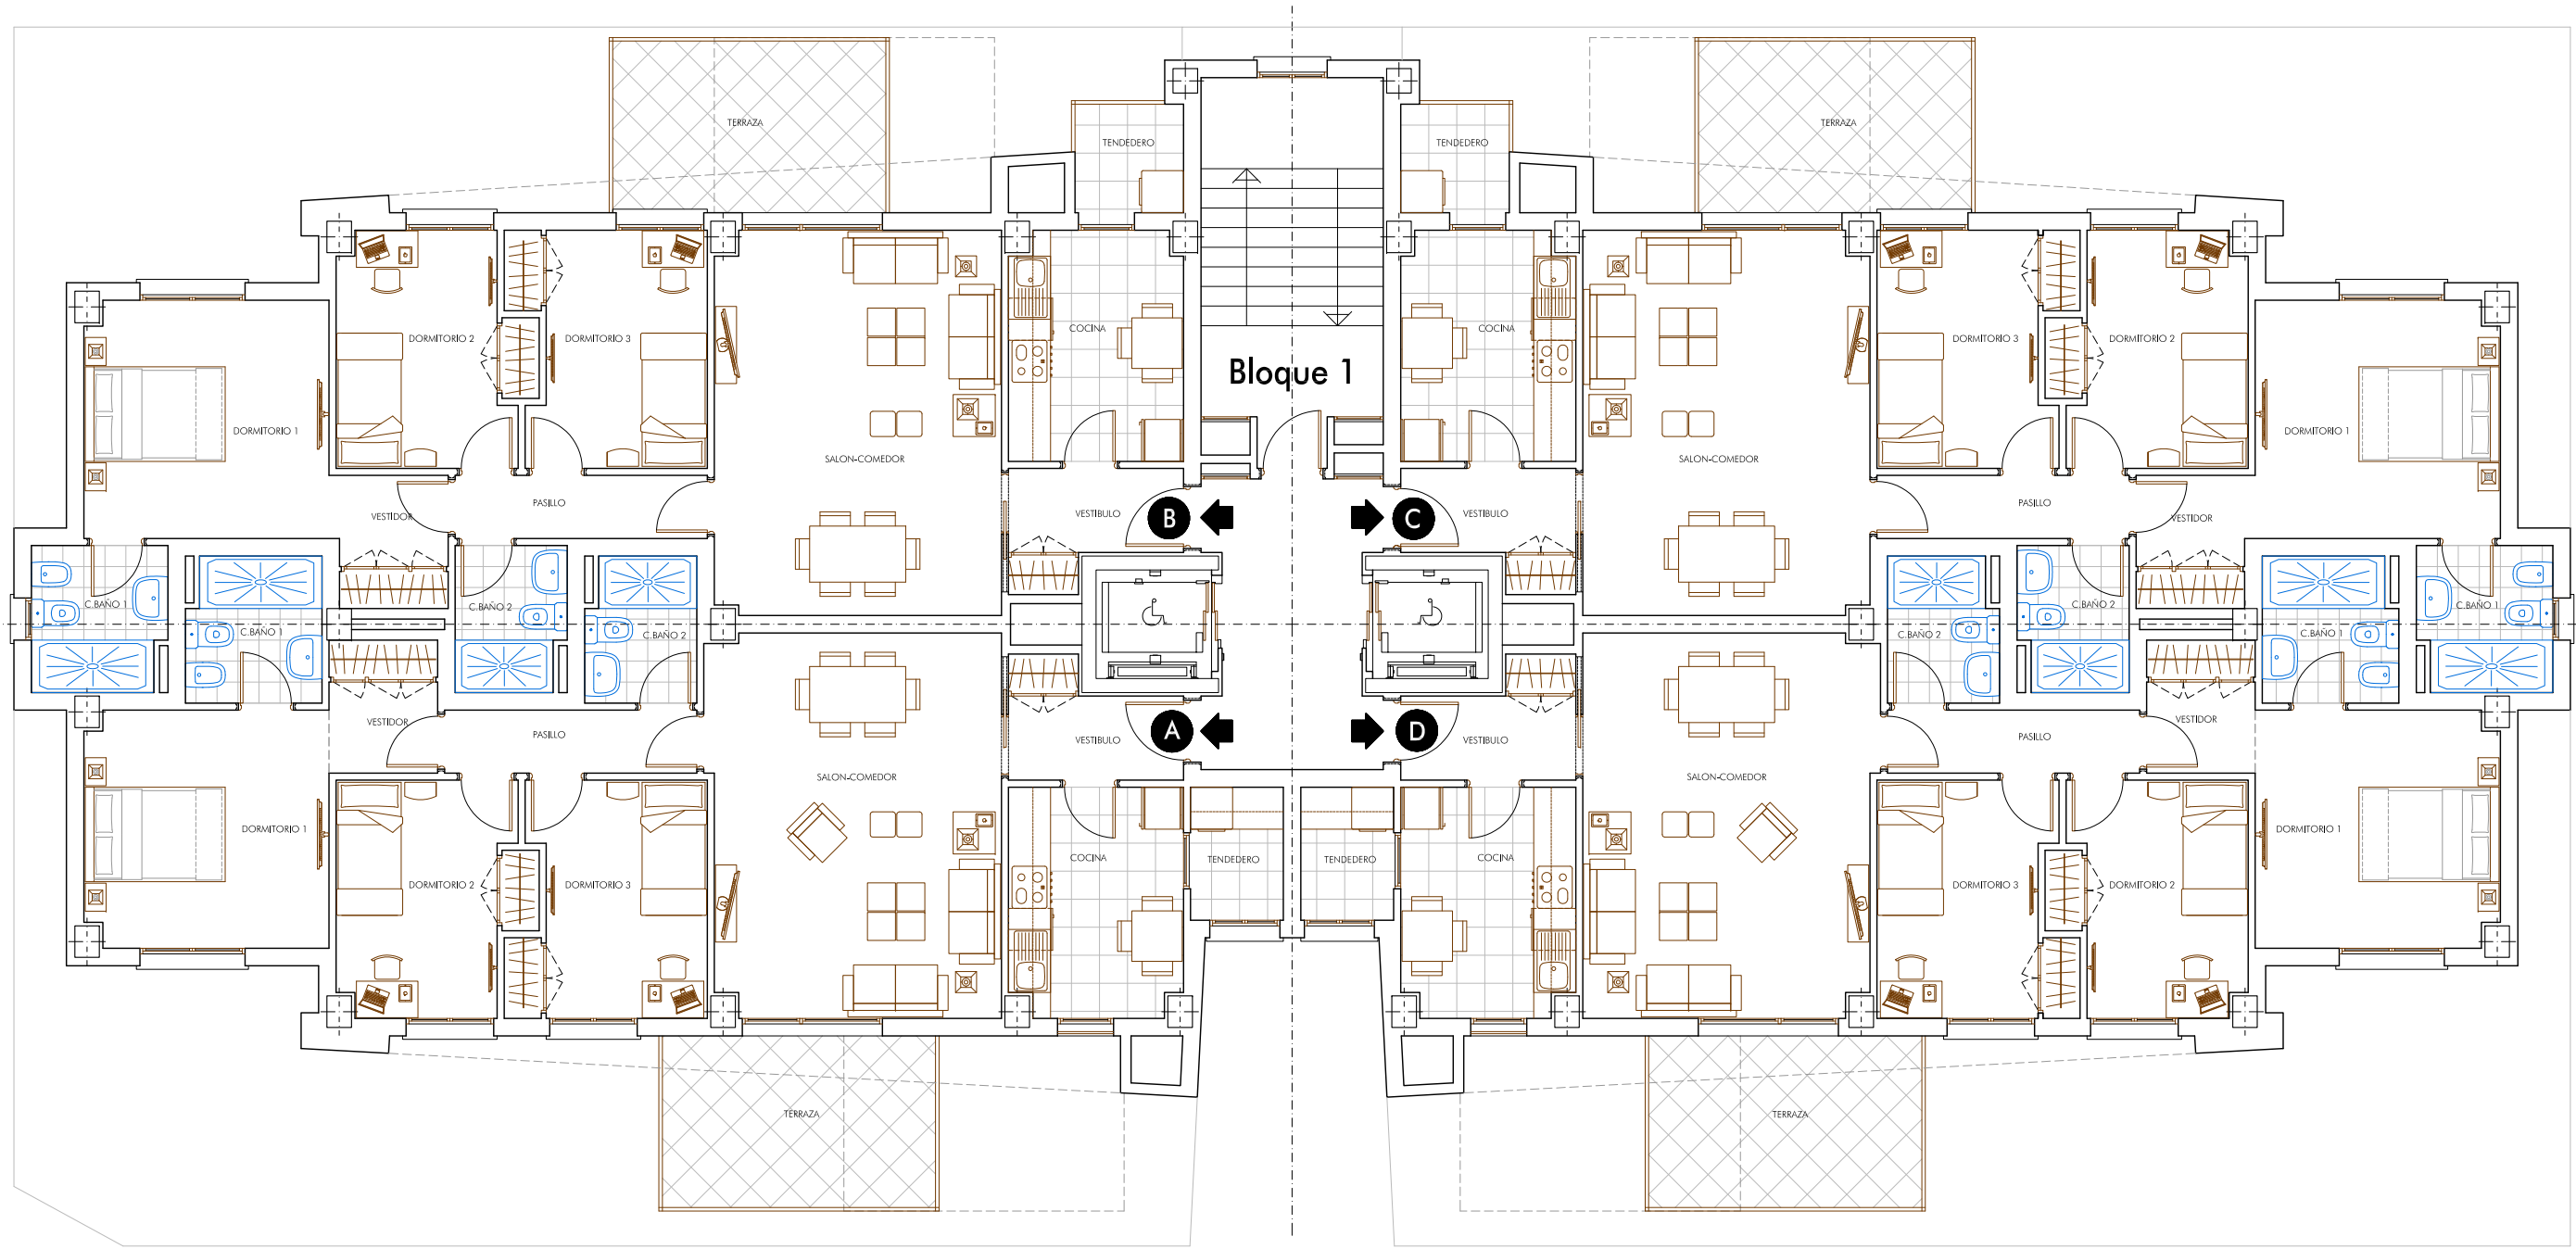 TERRAZA
TERRAZA
TENDEDERO
TENDEDERO
DORMITORIO 2
DORMITORIO 3
COCINA
Bloque 1
COCINA
DORMITORIO 3
DORMITORIO 2
DORMITORIO 1
SALON-COMEDOR
SALON-COMEDOR
DORMITORIO 1
VESTIDOR
PASILLO
VESTIBULO
B
C
VESTIBULO
PASILLO
VESTIDOR
C.BAÑO 1
C.BAÑO 1
C.BAÑO 2
C.BAÑO 2
C.BAÑO 2
C.BAÑO 2
C.BAÑO 1
C.BAÑO 1
VESTIDOR
PASILLO
VESTIBULO
A
D
VESTIBULO
PASILLO
VESTIDOR
SALON-COMEDOR
SALON-COMEDOR
DORMITORIO 1
DORMITORIO 2
DORMITORIO 3
COCINA
TENDEDERO
TENDEDERO
COCINA
DORMITORIO 3
DORMITORIO 2
DORMITORIO 1
TERRAZA
TERRAZA